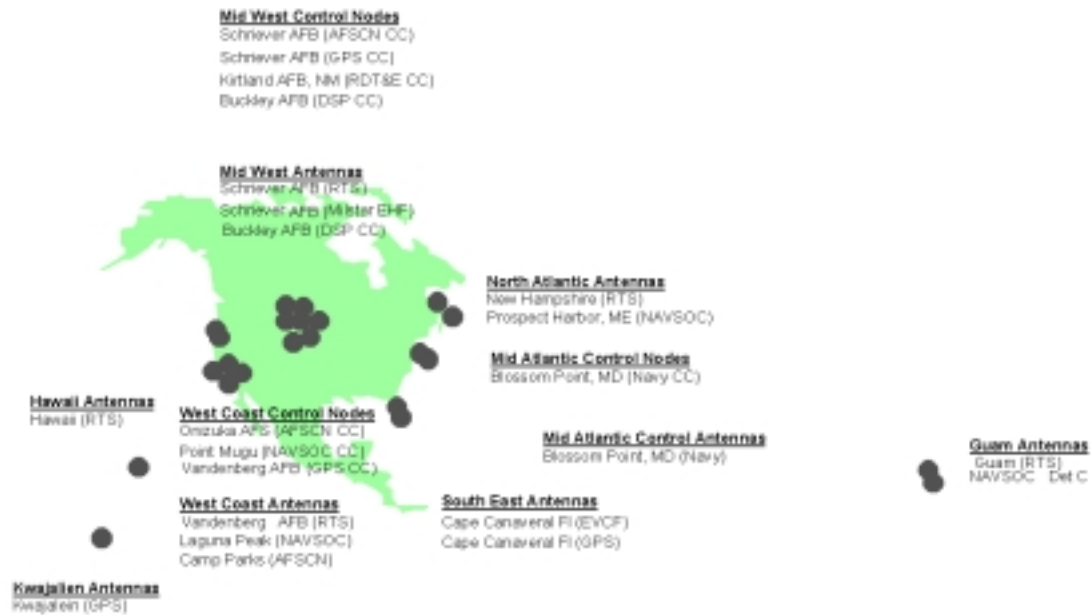 Mid West Control Nodes
Schriever AFB (AFSCN CC)
Schriever AFB (GPS CC)
Kirtland AFB, NM (RDT&E CC)
Buckley AFB (DSP CC)
Mid West Antennas
Schriever AFB (RTS)
Schriever AFB (Milstar EHF)
Buckley AFB (DSP CC)
North Atlantic Antennas
New Hampshire (RTS)
Prospect Harbor, ME (NAVSOC)
Mid Atlantic Control Nodes
Blossom Point, MD (Navy CC)
Hawaii Antennas
Hawaii (RTS)
West Coast Control Nodes
Onizuka AFS (AFSCN CC)
Point Mugu (NAVSOC CC)
Vandenberg AFB (GPS CC)
Mid Atlantic Control Antennas
Blossom Point, MD (Navy)
Guam Antennas
Guam (RTS)
NAVSOC Det C
West Coast Antennas
Vandenberg AFB (RTS)
Laguna Peak (NAVSOC)
Camp Parks (AFSCN)
South East Antennas
Cape Canaveral Fl (EVCF)
Cape Canaveral Fl (GPS)
Kwajalien Antennas
Kwajalein (GPS)